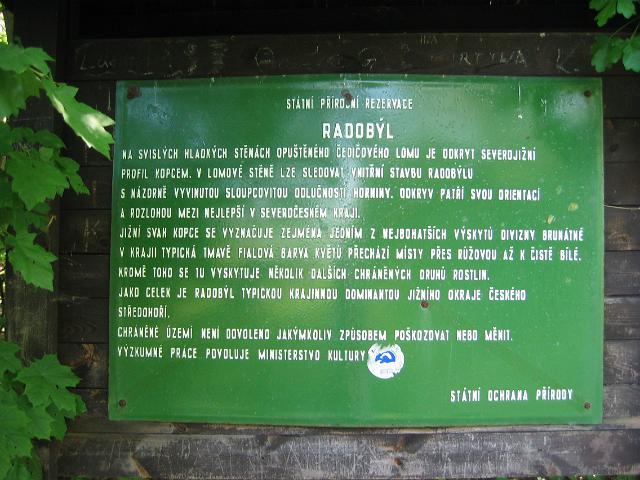 STÁTNÍ PŘÍRODNÍ REZERVACE
RADOBÝL
NA SVISLÝCH HLADKÝCH STĚNÁCH OPUŠTĚNÉHO ČEDIČOVÉHO LOMU JE ODKRYT SEVEROJIŽNÍ
PROFIL KOPCEM. V LOMOVÉ STĚNĚ LZE SLEDOVAT VNITŘNÍ STAVBU RADOBÝLU
S NÁZORNĚ VYVINUTOU SLOUPCOVITOU ODLUČNOSTÍ HORNINY. ODKRYV PATŘÍ SVOU ORIENTACÍ
A ROZLOHOU MEZI NEJLEPŠÍ V SEVEROČESKÉM KRAJI.
JIŽNÍ SVAH KOPCE SE VYZNAČUJE ZEJMÉNA JEDNÍM Z NEJBOHATŠÍCH VÝSKYTŮ DIVIZNY BRUNÁTNÉ
V KRAJI! TYPICKÁ TMAVĚ FIALOVÁ BARVA KVĚTŮ PŘECHÁZÍ MÍSTY PŘES RŮŽOVOU AŽ K ČISTĚ BÍLÉ.
KROMĚ TOHO SE TU VYSKYTUJE NĚKOLIK DALŠÍCH CHRÁNĚNÝCH DRUHŮ ROSTLIN.
JAKO CELEK JE RADOBÝL TYPICKOU KRAJINNOU DOMINANTOU JIŽNÍHO OKRAJE ČESKÉHO
STŘEDOHOŘÍ.
CHRÁNĚNÉ ÚZEMÍ NENÍ DOVOLENO JAKÝMKOLIV ZPŮSOBEM POŠKOZOVAT NEBO MĚNIT.
VÝZKUMNÉ PRÁCE POVOLUJE MINISTERSTVO KULTURY
STÁTNÍ OCHRANA PŘÍRODY